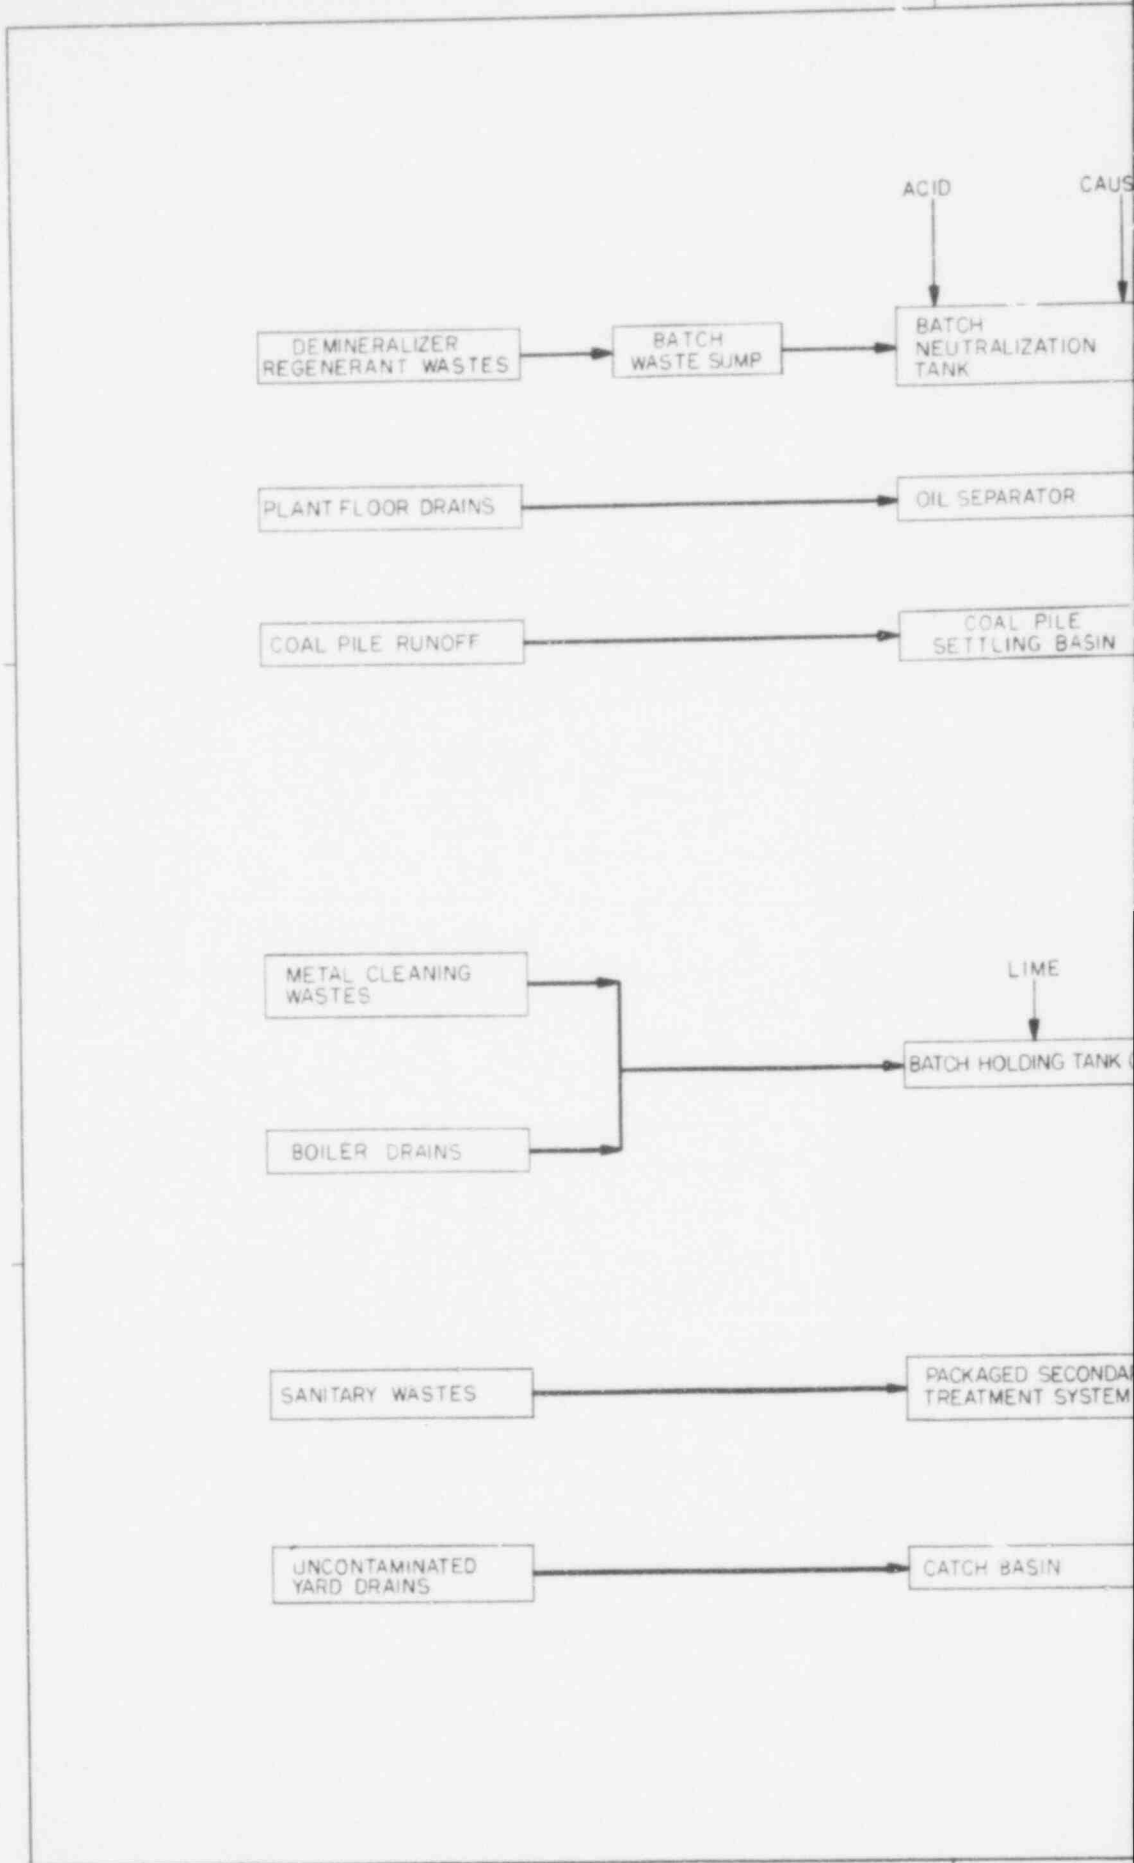 ACID
CAUS
DEMINERALIZER
REGENERANT WASTES
BATCH
WASTE SUMP
BATCH
NEUTRALIZATION
TANK
PLANT FLOOR DRAINS
OIL SEPARATOR
COAL PILE RUNOFF
COAL PILE
SETTLING BASIN
METAL CLEANING
WASTES
LIME
BATCH HOLDING TANK (
BOILER DRAINS
SANITARY WASTES
PACKAGED SECONDAR
TREATMENT SYSTEM
UNCONTAMINATED
YARD DRAINS
CATCH BASIN